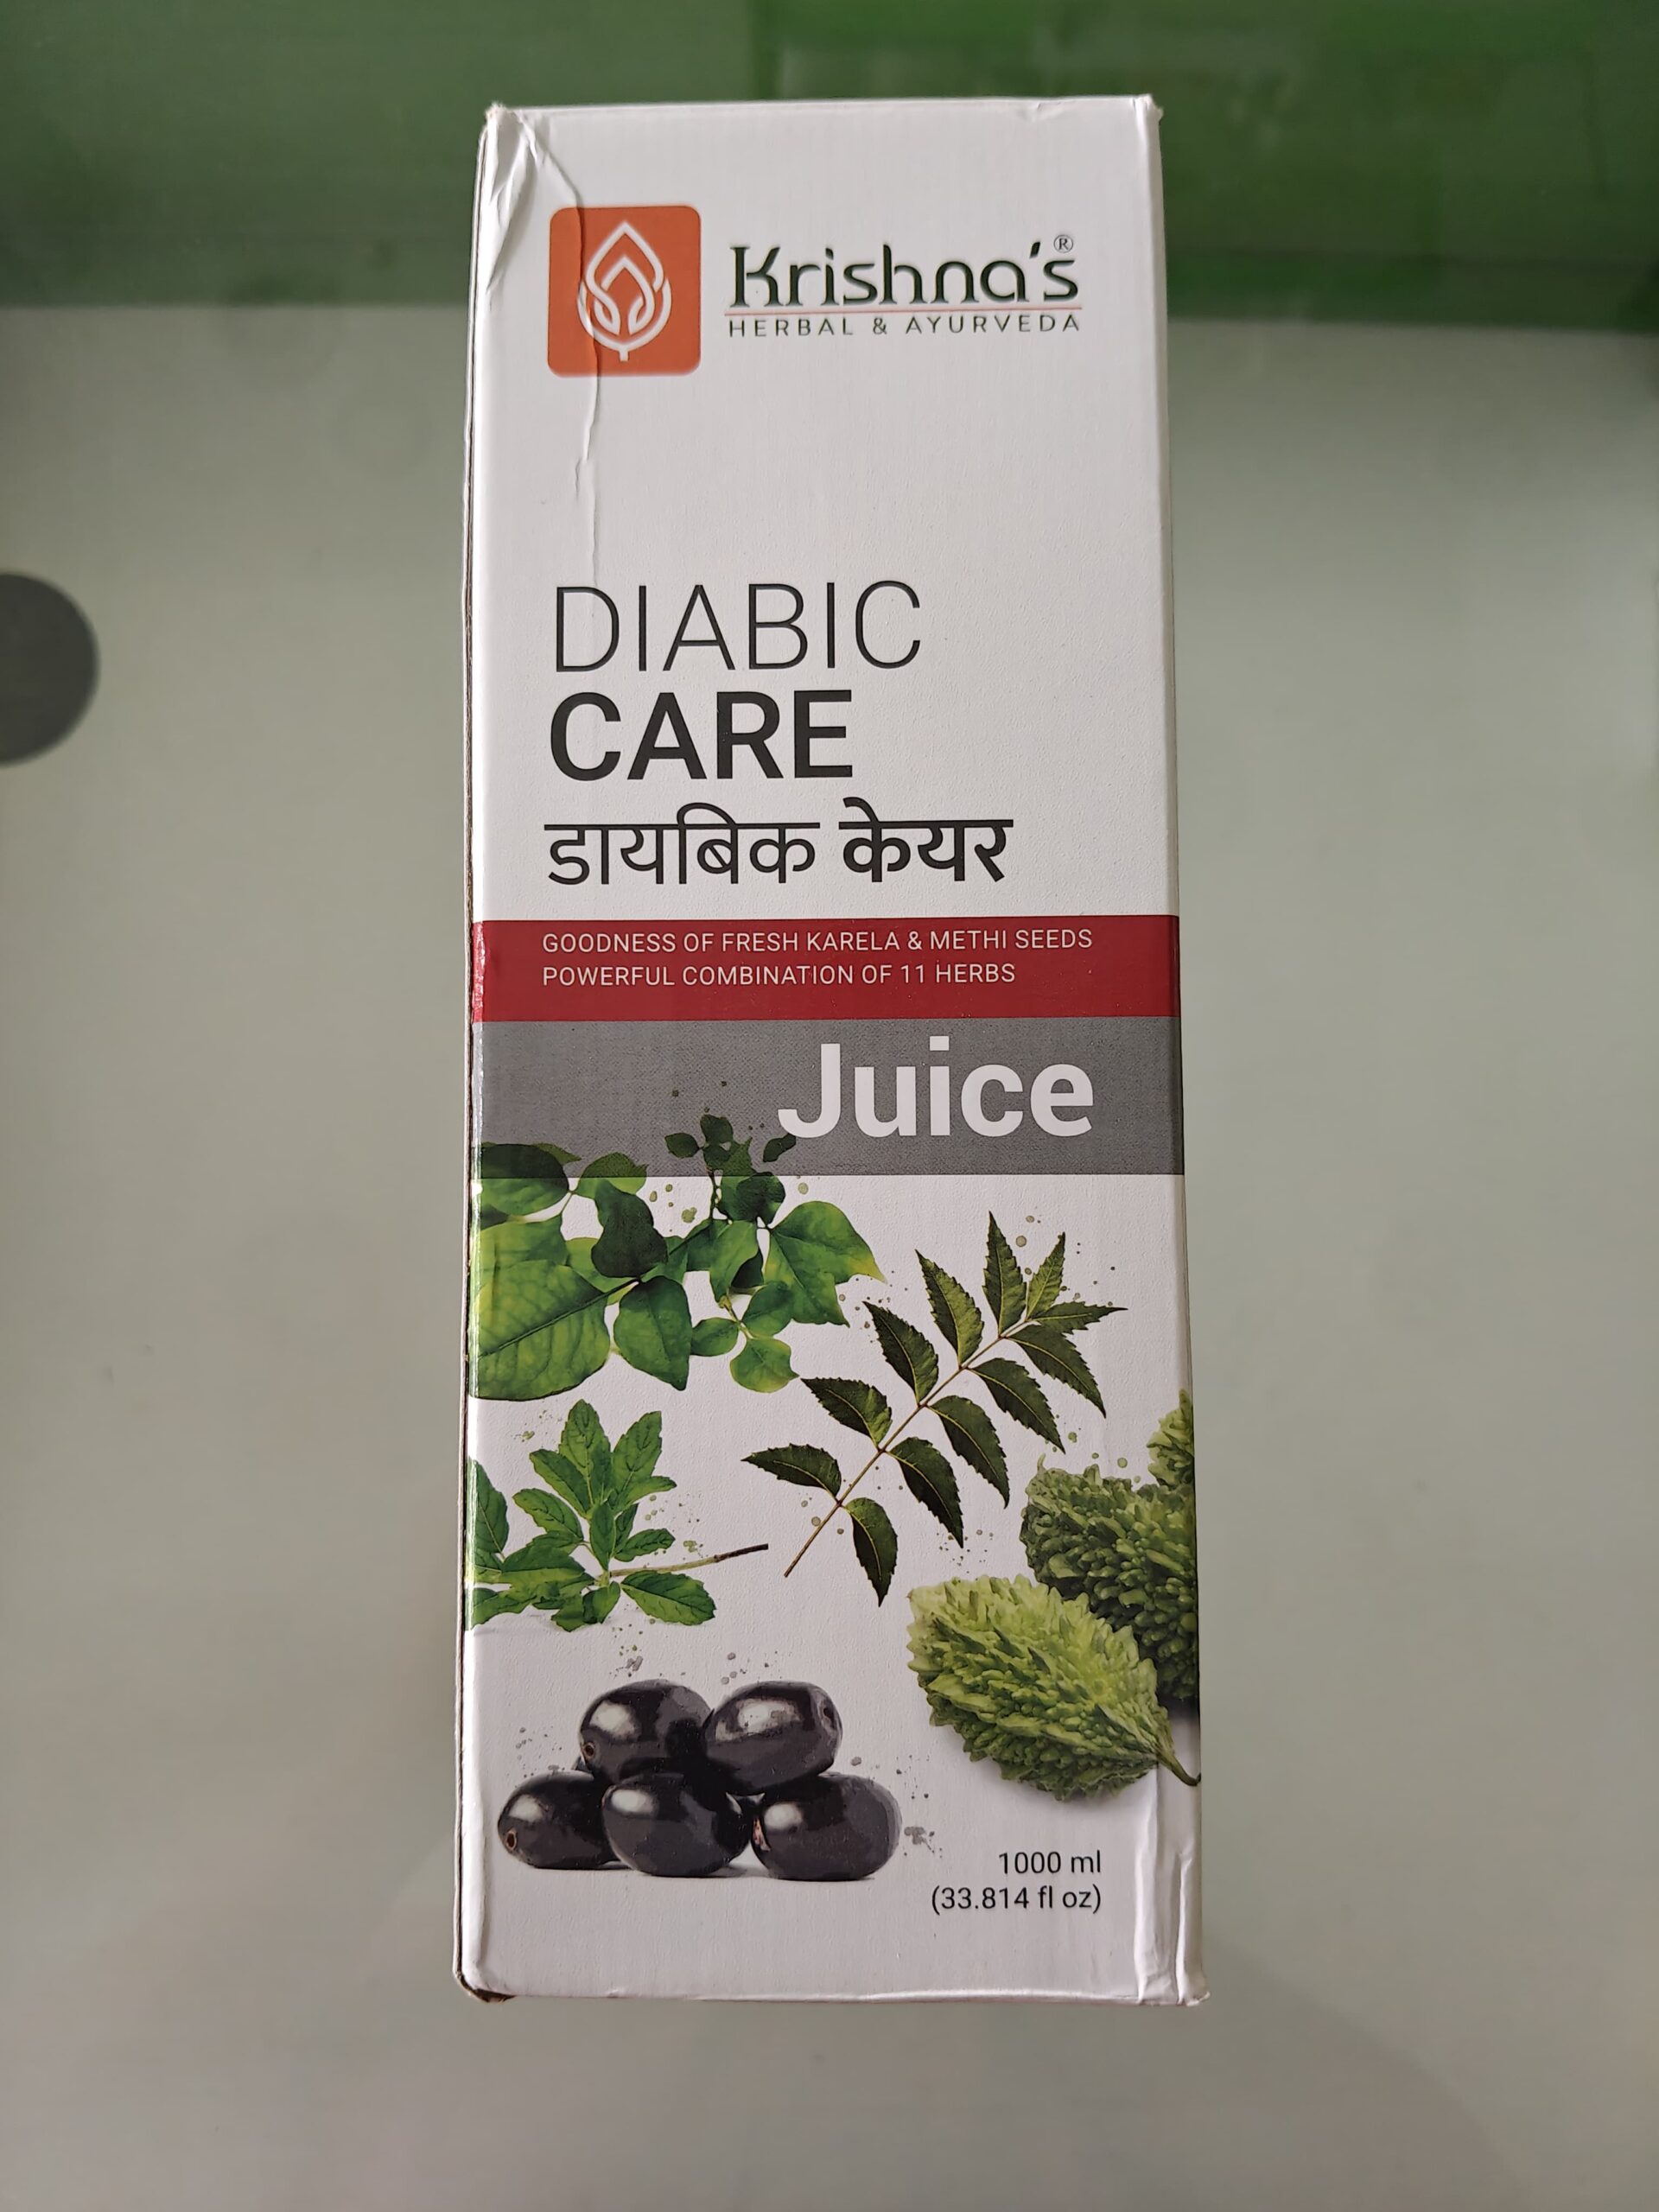 Krishna's®
HERBAL & AYURVEDA
DIABIC
CARE
डायबिक केयर
GOODNESS OF FRESH KARELA & METHI SEEDS
POWERFUL COMBINATION OF 11 HERBS
Juice
1000 ml
(33.814 fl oz)